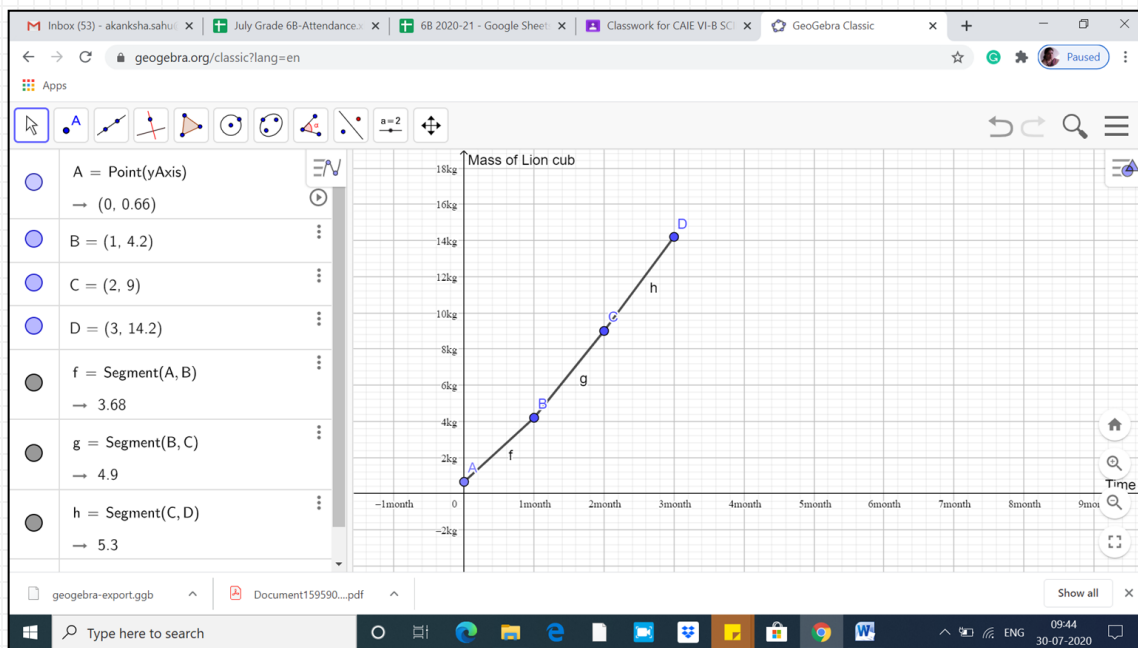 Inbox (53) - akanksha.sahu
July Grade 6B-Attendance.x
6B 2020-21 - Google Sheet
Classwork for CAIE VI-B SC
GeoGebra Classic
geogebra.org/classic?lang=en
Paused
Apps
A
a=2
A = Point(yAxis)
→ (0, 0.66)
B = (1, 4.2)
C = (2, 9)
D = (3, 14.2)
f = Segment(A, B)
→ 3.68
g = Segment(B, C)
→ 4.9
h = Segment(C, D)
→ 5.3
Mass of Lion cub
18kg
16kg
14kg
12kg
10kg
8kg
6kg
4kg
2kg
0
−2kg
D
h
C
g
B
f
A
Time
−1month
1month
2month
3month
4month
5month
6month
7month
8month
9mo
geogebra-export.ggb
Document159590....pdf
Show all
Type here to search
ENG
09:44
30-07-2020